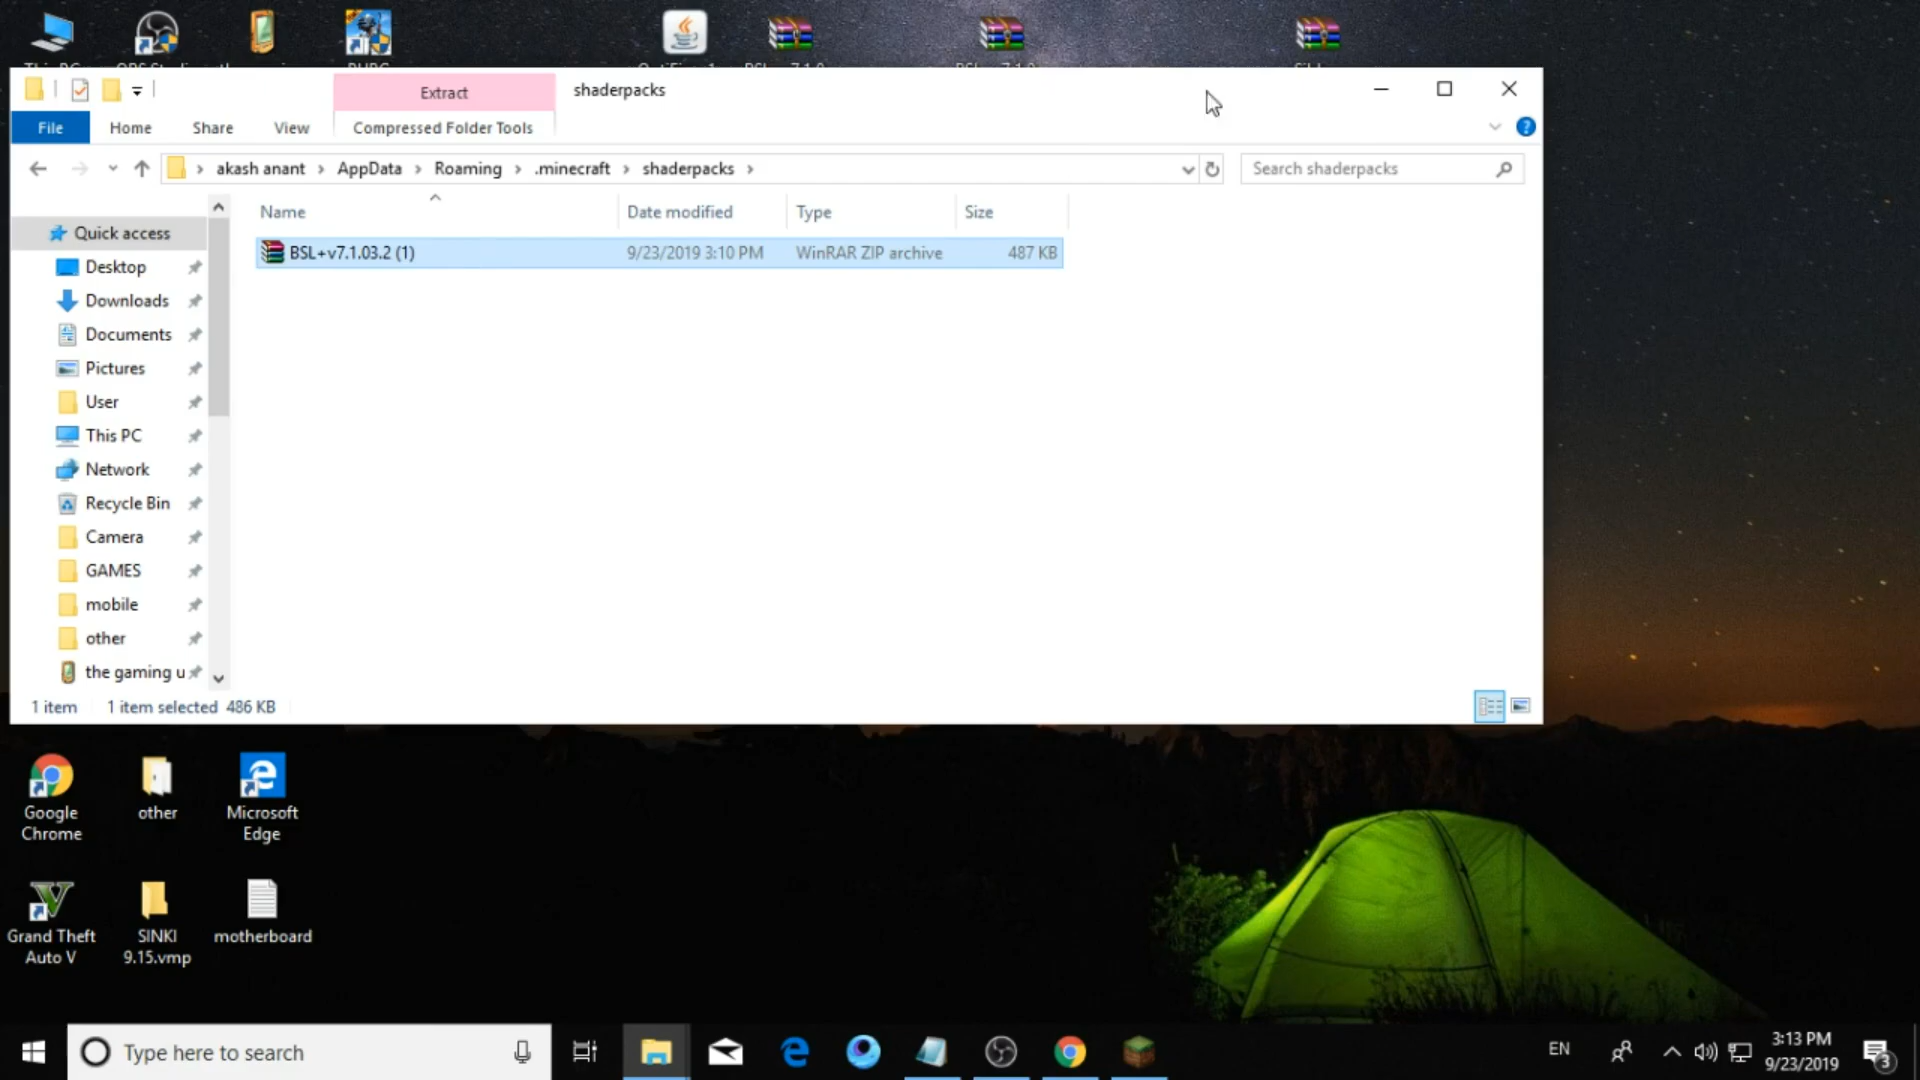 Extract
shaderpacks
File
Home
Share
View
Compressed Folder Tools
akash anant
AppData
Roaming
.minecraft
shaderpacks
Search shaderpacks
Name
Date modified
Type
Size
Quick access
BSL+v7.1.03.2 (1)
9/23/2019 3:10 PM
WinRAR ZIP archive
487 KB
Desktop
Downloads
Documents
Pictures
User
This PC
Network
Recycle Bin
Camera
GAMES
mobile
other
the gaming u
1 item
1 item selected 486 KB
Google Chrome
other
Microsoft Edge
Grand Theft Auto V
SINKI 9.15.vmp
motherboard
Type here to search
EN
3:13 PM
9/23/2019
3